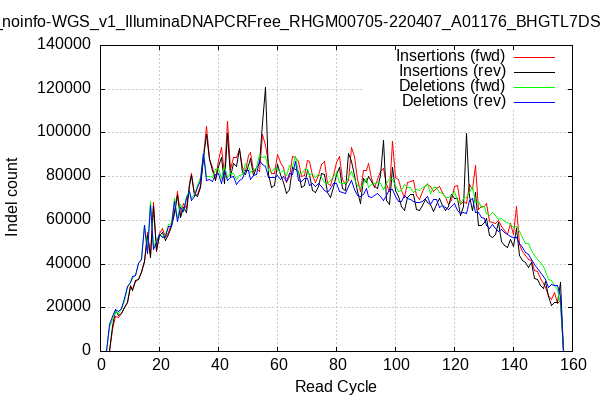 _noinfo-WGS_v1_IlluminaDNAPCRFree_RHGM00705-220407_A01176_BHGTL7DS
140000
120000
100000
80000
60000
40000
20000
0
Indel count
Insertions (fwd)
Insertions (rev)
Deletions (fwd)
Deletions (rev)
0 20 40 60 80 100 120 140 160
Read Cycle